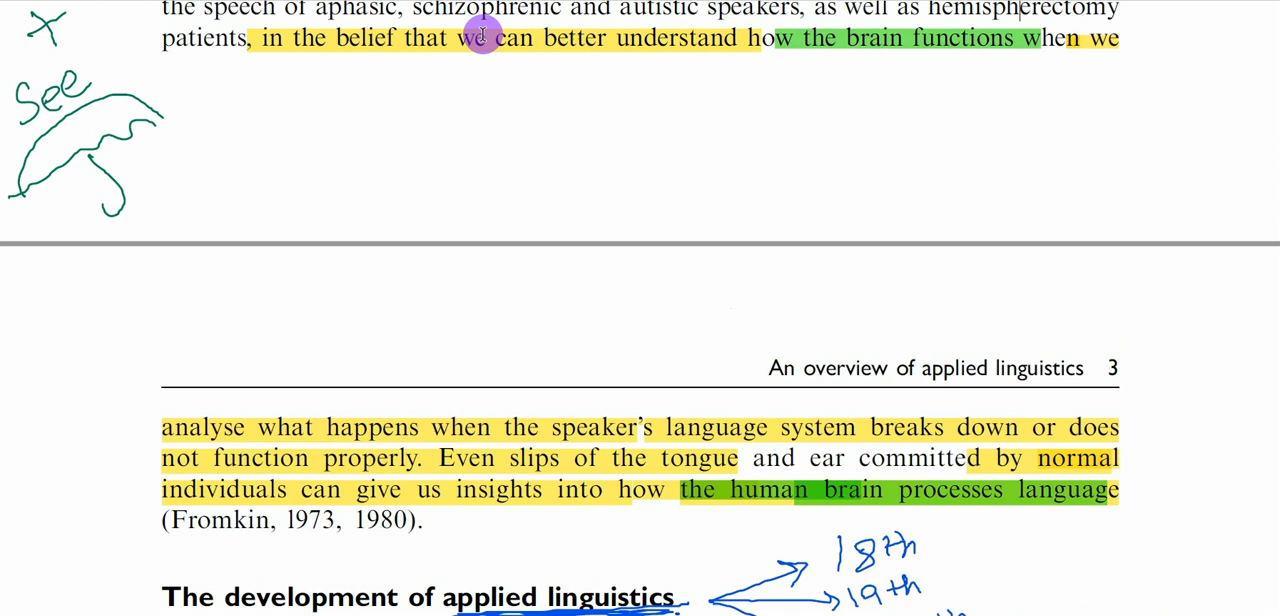 the speech of aphasic, schizophrenic and autistic speakers, as well as hemispherectomy
patients, in the belief that we can better understand how the brain functions when we
See
An overview of applied linguistics 3
analyse what happens when the speaker's language system breaks down or does
not function properly. Even slips of the tongue and ear committed by normal
individuals can give us insights into how the human brain processes language
(Fromkin, 1973, 1980).
18th
The development of applied linguistics
19th